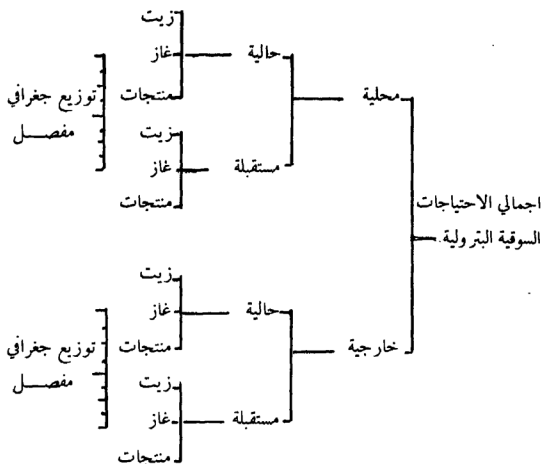 اجمالي الاحتياجات
السوقية البترولية
محلية
حالية
زيت
غاز
منتجات
مستقبلة
زيت
غاز
منتجات
توزيع جغرافي
مفصل
خارجية
حالية
زيت
غاز
منتجات
مستقبلة
زيت
غاز
منتجات
توزيع جغرافي
مفصل